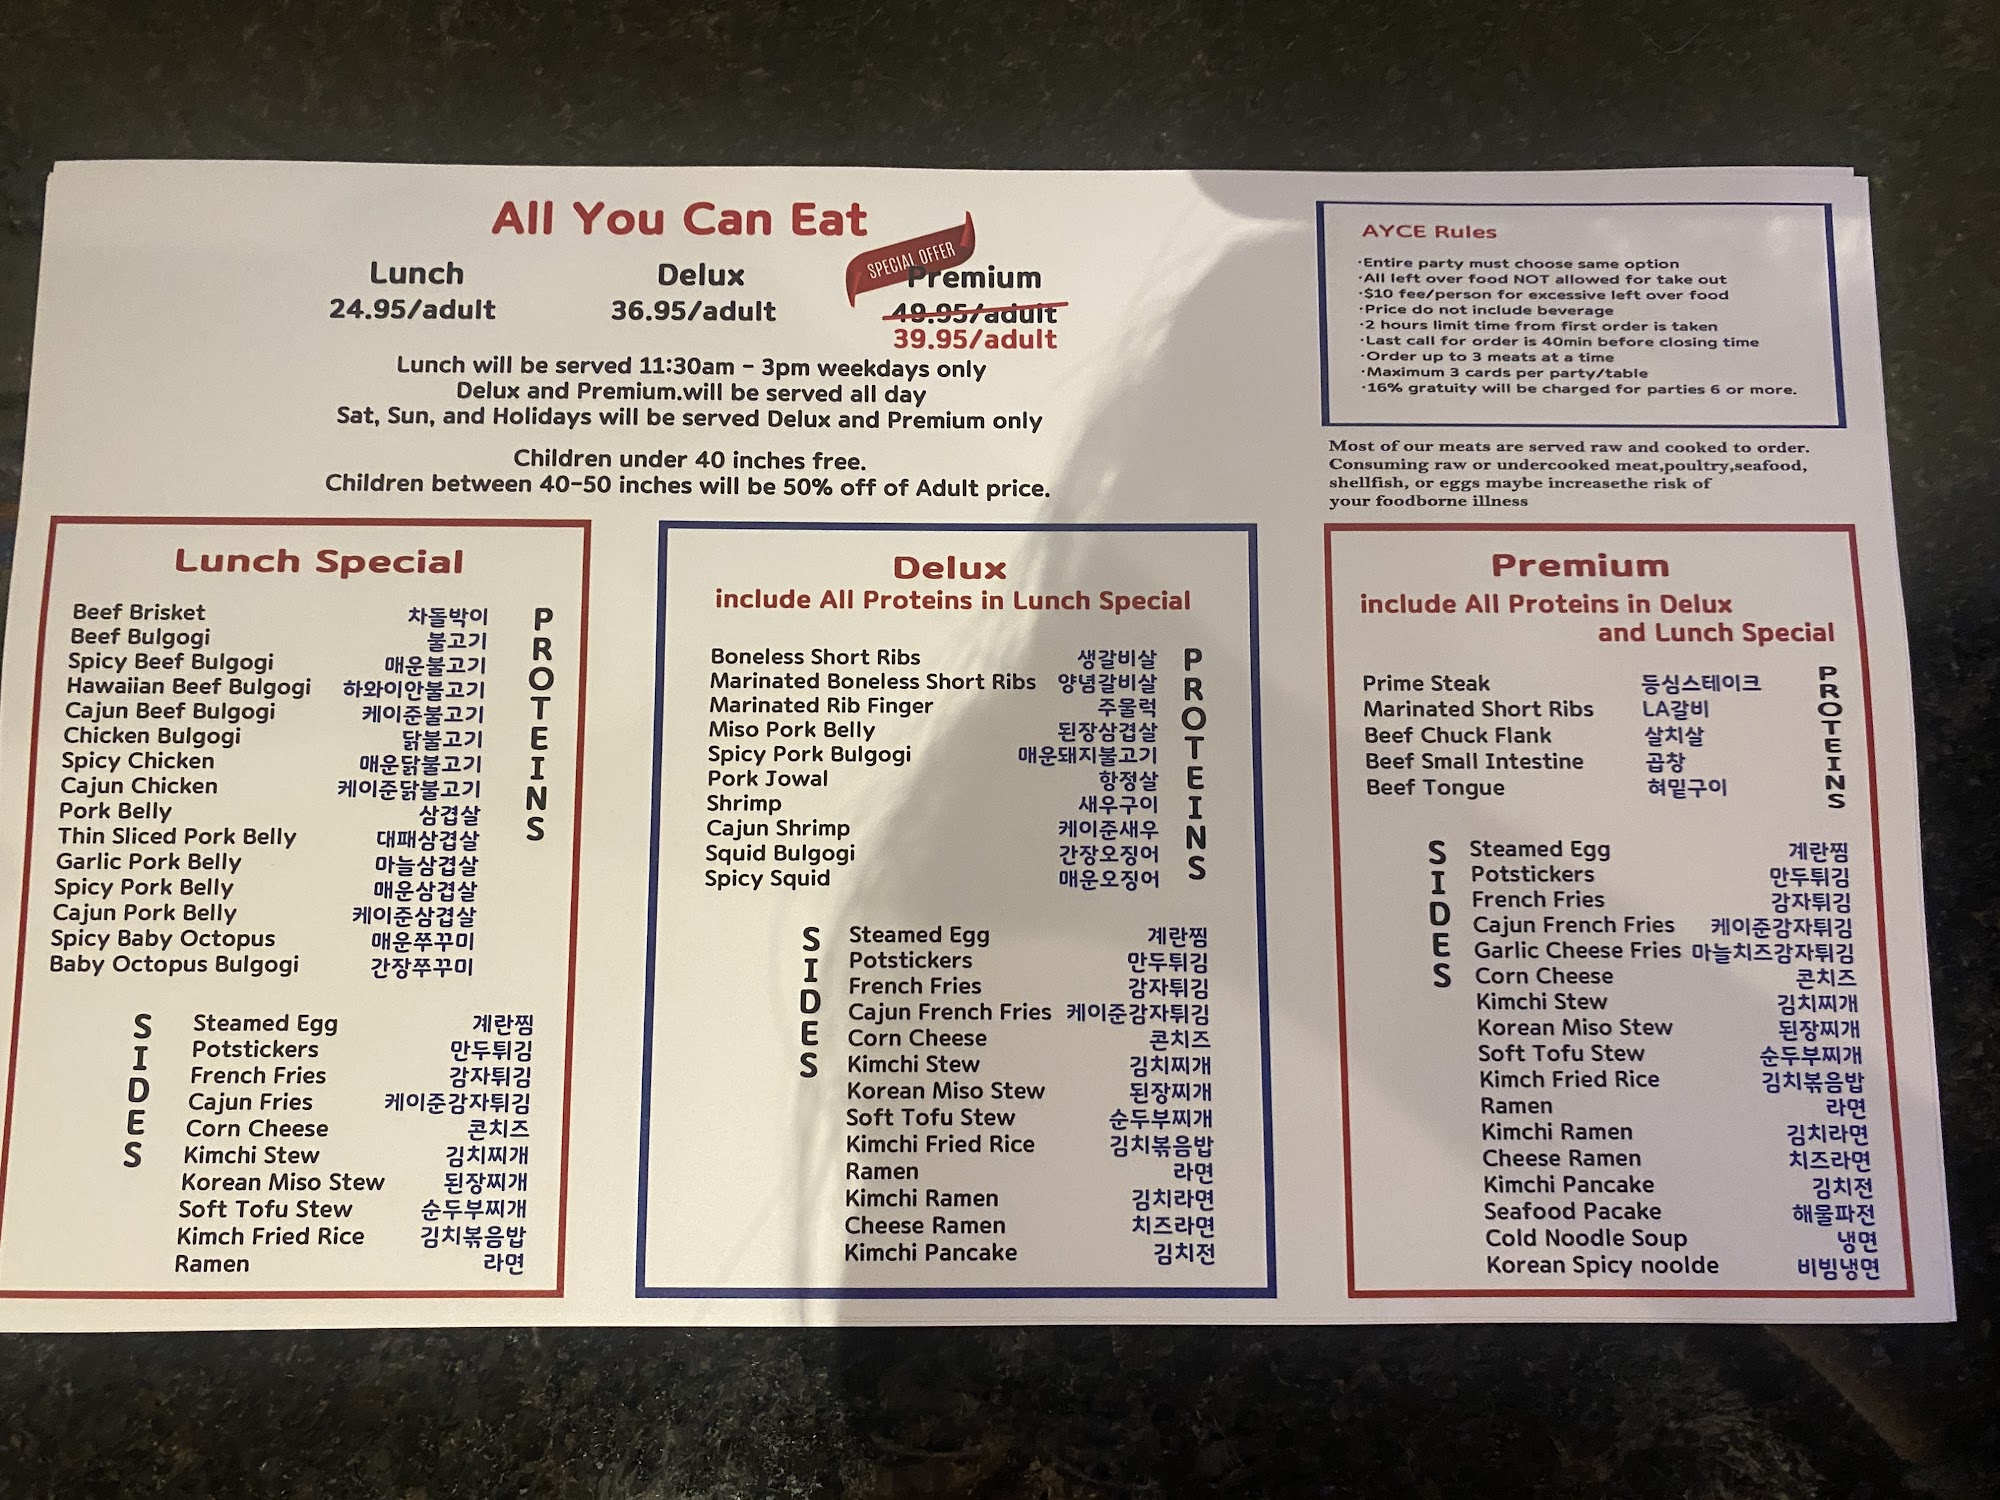 All You Can Eat
Lunch
24.95/adult
Delux
36.95/adult
SPECIAL OFFER
Premium
49.95/adult
39.95/adult
Lunch will be served 11:30am - 3pm weekdays only
Delux and Premium.will be served all day
Sat, Sun, and Holidays will be served Delux and Premium only
Children under 40 inches free.
Children between 40-50 inches will be 50% off of Adult price.
AYCE Rules
·Entire party must choose same option
·All left over food NOT allowed for take out
·$10 fee/person for excessive left over food
·Price do not include beverage
·2 hours limit time from first order is taken
·Last call for order is 40min before closing time
·Order up to 3 meats at a time
·Maximum 3 cards per party/table
·16% gratuity will be charged for parties 6 or more.
Most of our meats are served raw and cooked to order.
Consuming raw or undercooked meat,poultry,seafood,
shellfish, or eggs maybe increasethe risk of
your foodborne illness
Lunch Special
PROTEINS
Beef Brisket 차돌박이
Beef Bulgogi 불고기
Spicy Beef Bulgogi 매운불고기
Hawaiian Beef Bulgogi 하와이안불고기
Cajun Beef Bulgogi 케이준불고기
Chicken Bulgogi 닭불고기
Spicy Chicken 매운닭불고기
Cajun Chicken 케이준닭불고기
Pork Belly 삼겹살
Thin Sliced Pork Belly 대패삼겹살
Garlic Pork Belly 마늘삼겹살
Spicy Pork Belly 매운삼겹살
Cajun Pork Belly 케이준삼겹살
Spicy Baby Octopus 매운쭈꾸미
Baby Octopus Bulgogi 간장쭈꾸미
SIDES
Steamed Egg 계란찜
Potstickers 만두튀김
French Fries 감자튀김
Cajun Fries 케이준감자튀김
Corn Cheese 콘치즈
Kimchi Stew 김치찌개
Korean Miso Stew 된장찌개
Soft Tofu Stew 순두부찌개
Kimch Fried Rice 김치볶음밥
Ramen 라면
Delux
include All Proteins in Lunch Special
PROTEINS
Boneless Short Ribs 생갈비살
Marinated Boneless Short Ribs 양념갈비살
Marinated Rib Finger 주물럭
Miso Pork Belly 된장삼겹살
Spicy Pork Bulgogi 매운돼지불고기
Pork Jowal 항정살
Shrimp 새우구이
Cajun Shrimp 케이준새우
Squid Bulgogi 간장오징어
Spicy Squid 매운오징어
SIDES
Steamed Egg 계란찜
Potstickers 만두튀김
French Fries 감자튀김
Cajun French Fries 케이준감자튀김
Corn Cheese 콘치즈
Kimchi Stew 김치찌개
Korean Miso Stew 된장찌개
Soft Tofu Stew 순두부찌개
Kimchi Fried Rice 김치볶음밥
Ramen 라면
Kimchi Ramen 김치라면
Cheese Ramen 치즈라면
Kimchi Pancake 김치전
Premium
include All Proteins in Delux
and Lunch Special
PROTEINS
Prime Steak 등심스테이크
Marinated Short Ribs LA갈비
Beef Chuck Flank 살치살
Beef Small Intestine 곱창
Beef Tongue 혀밑구이
SIDES
Steamed Egg 계란찜
Potstickers 만두튀김
French Fries 감자튀김
Cajun French Fries 케이준감자튀김
Garlic Cheese Fries 마늘치즈감자튀김
Corn Cheese 콘치즈
Kimchi Stew 김치찌개
Korean Miso Stew 된장찌개
Soft Tofu Stew 순두부찌개
Kimch Fried Rice 김치볶음밥
Ramen 라면
Kimchi Ramen 김치라면
Cheese Ramen 치즈라면
Kimchi Pancake 김치전
Seafood Pacake 해물파전
Cold Noodle Soup 냉면
Korean Spicy noolde 비빔냉면